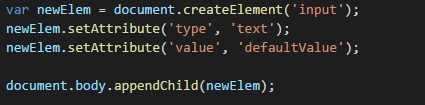 var newElem = document.createElement('input');
newElem.setAttribute('type', 'text');
newElem.setAttribute('value', 'defaultValue');
document.body.appendChild(newElem);